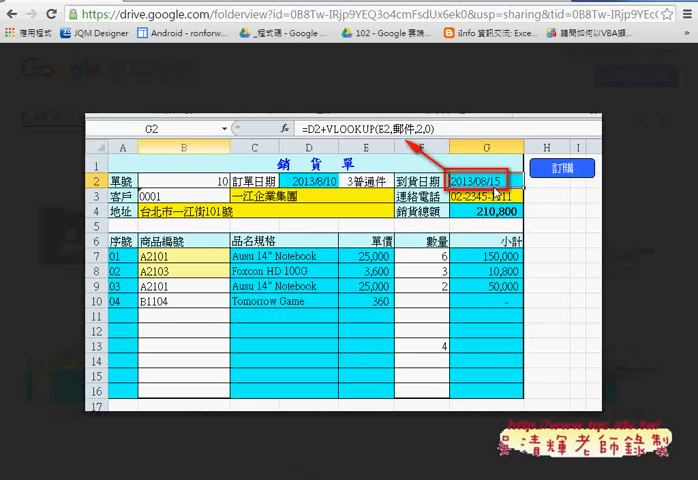 https://drive.google.com/folderview?id=0B8Tw-IRjp9YEQ3o4cmFsdUx6ek0&usp=sharing&tid=0B8Tw-IRjp9YEc
應用程式 JQM Designer Android - ronforw... _程式碼 - Google ... 102 - Google 雲端... iInfo 資訊交流: Exce... 請問如何以VBA擷...
G2 fx =D2+VLOOKUP(E2,郵件,2,0)
A B C D E F G H I
1 銷 貨 單 訂購
2 單號 10 訂單日期 2013/8/10 3普通件 到貨日期 2013/08/15
3 客戶 0001 一江企業集團 連絡電話
4 地址 台北市一江街101號 銷貨總額 210,800
5
6 序號 商品編號 品名規格 單價 數量 小計
7 01 A2101 Ausu 14" Notebook 25,000 6 150,000
8 02 A2103 Foxcon HD 100G 3,600 3 10,800
9 03 A2101 Ausu 14" Notebook 25,000 2 50,000
10 04 B1104 Tomorrow Game 360 -
11
12
13 4
14
15
16
17
吳清輝老師錄製